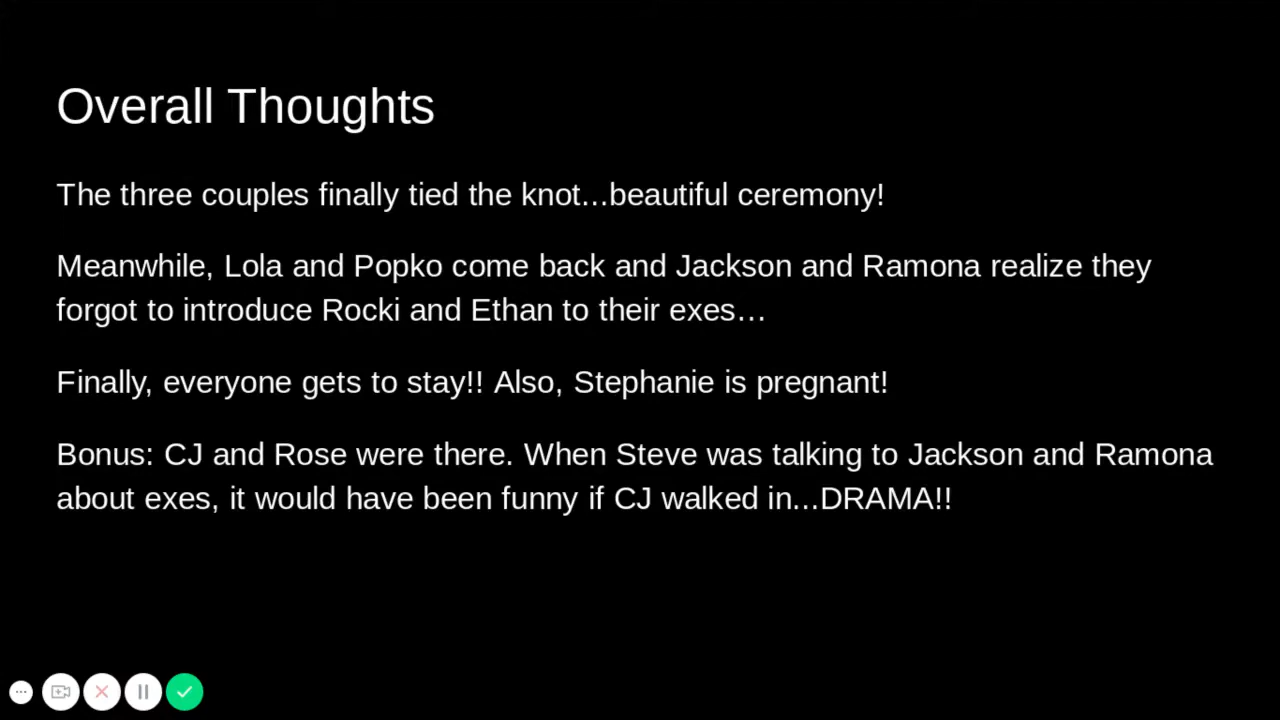 Overall Thoughts
The three couples finally tied the knot...beautiful ceremony!
Meanwhile, Lola and Popko come back and Jackson and Ramona realize they
forgot to introduce Rocki and Ethan to their exes…
Finally, everyone gets to stay!! Also, Stephanie is pregnant!
Bonus: CJ and Rose were there. When Steve was talking to Jackson and Ramona
about exes, it would have been funny if CJ walked in...DRAMA!!